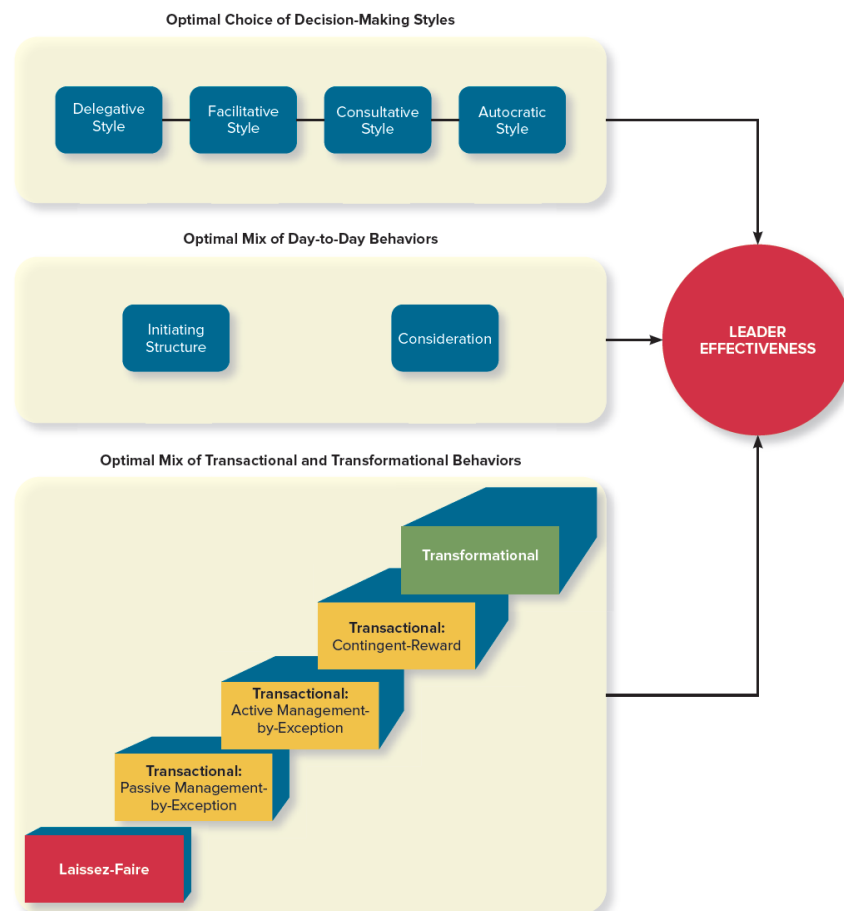 Optimal Choice of Decision-Making Styles
Delegative
Style
Facilitative
Style
Consultative
Style
Autocratic
Style
Optimal Mix of Day-to-Day Behaviors
Initiating
Structure
Consideration
LEADER
EFFECTIVENESS
Optimal Mix of Transactional and Transformational Behaviors
Transformational
Transactional:
Contingent-Reward
Transactional:
Active Management-
by-Exception
Transactional:
Passive Management-
by-Exception
Laissez-Faire